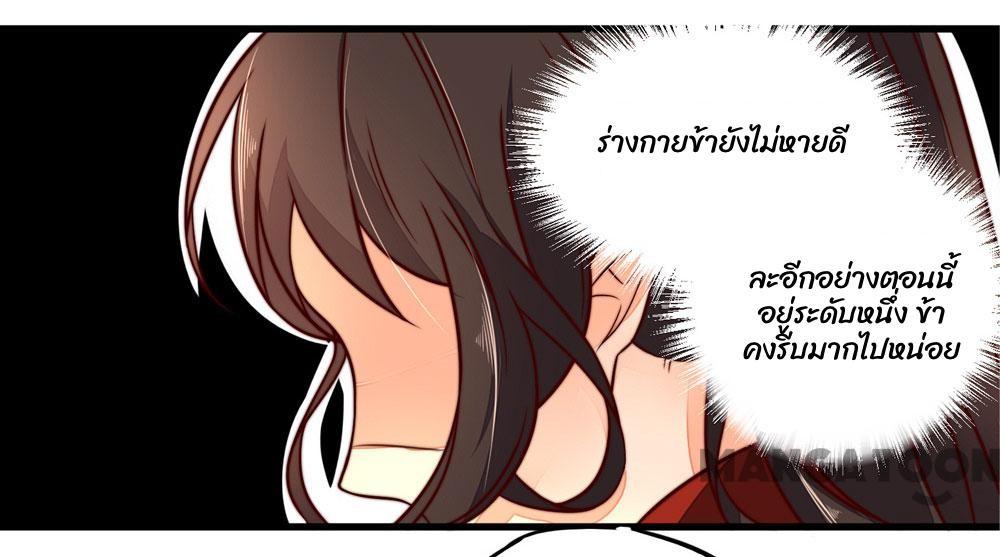 ร่างกายข้ายังไม่หายดี
ละอีกอย่างตอนนี้
อยู่ระดับหนึ่ง ข้า
คงรีบมากไปหน่อย
MANGATOON